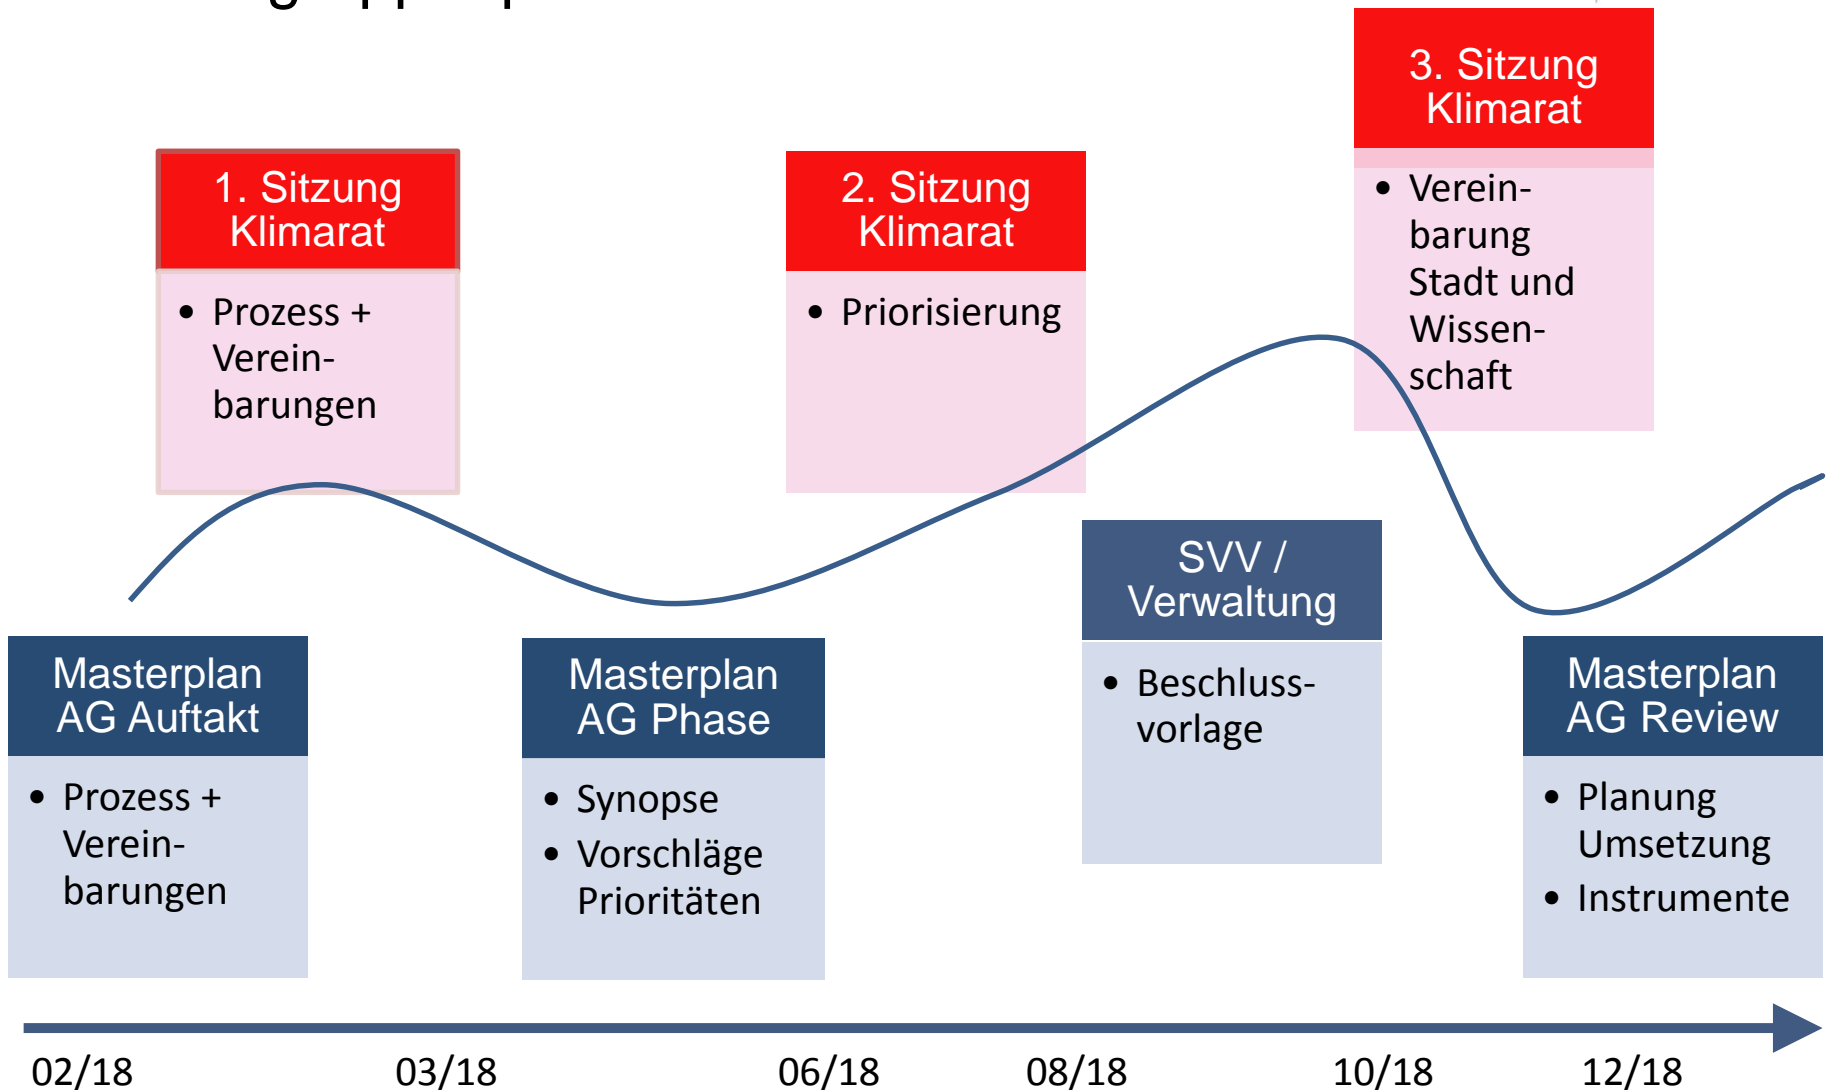 3. Sitzung
Klimarat
• Verein-
barung
Stadt und
Wissen-
schaft
1. Sitzung
Klimarat
• Prozess +
Verein-
barungen
2. Sitzung
Klimarat
• Priorisierung
SVV /
Verwaltung
• Beschluss-
vorlage
Masterplan
AG Auftakt
• Prozess +
Verein-
barungen
Masterplan
AG Phase
• Synopse
• Vorschläge
Prioritäten
Masterplan
AG Review
• Planung
Umsetzung
• Instrumente
02/18 03/18 06/18 08/18 10/18 12/18